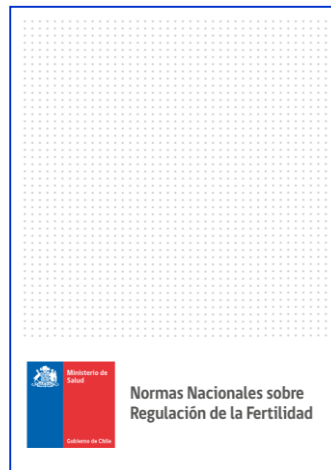 Ministerio de
Salud
Gobierno de Chile
Normas Nacionales sobre
Regulación de la Fertilidad